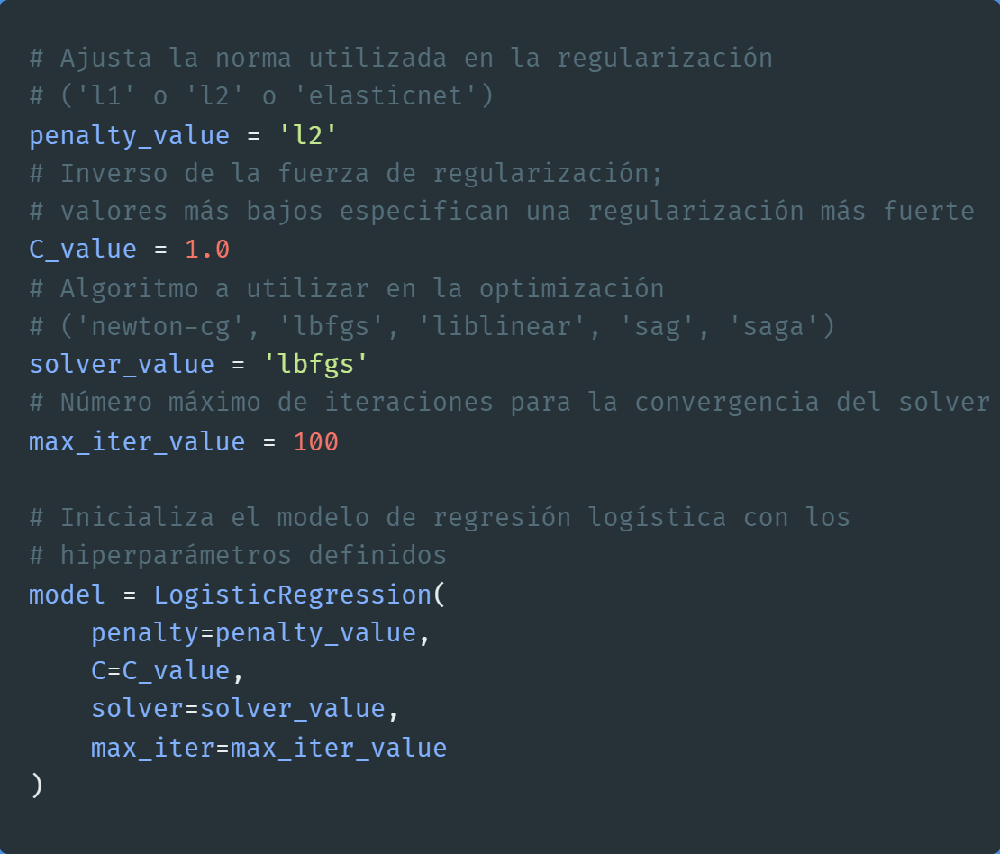 # Ajusta la norma utilizada en la regularización
# ('l1' o 'l2' o 'elasticnet')
penalty_value = 'l2'
# Inverso de la fuerza de regularización;
# valores más bajos especifican una regularización más fuerte
C_value = 1.0
# Algoritmo a utilizar en la optimización
# ('newton-cg', 'lbfgs', 'liblinear', 'sag', 'saga')
solver_value = 'lbfgs'
# Número máximo de iteraciones para la convergencia del solver
max_iter_value = 100

# Inicializa el modelo de regresión logística con los
# hiperparámetros definidos
model = LogisticRegression(
    penalty=penalty_value,
    C=C_value,
    solver=solver_value,
    max_iter=max_iter_value
)